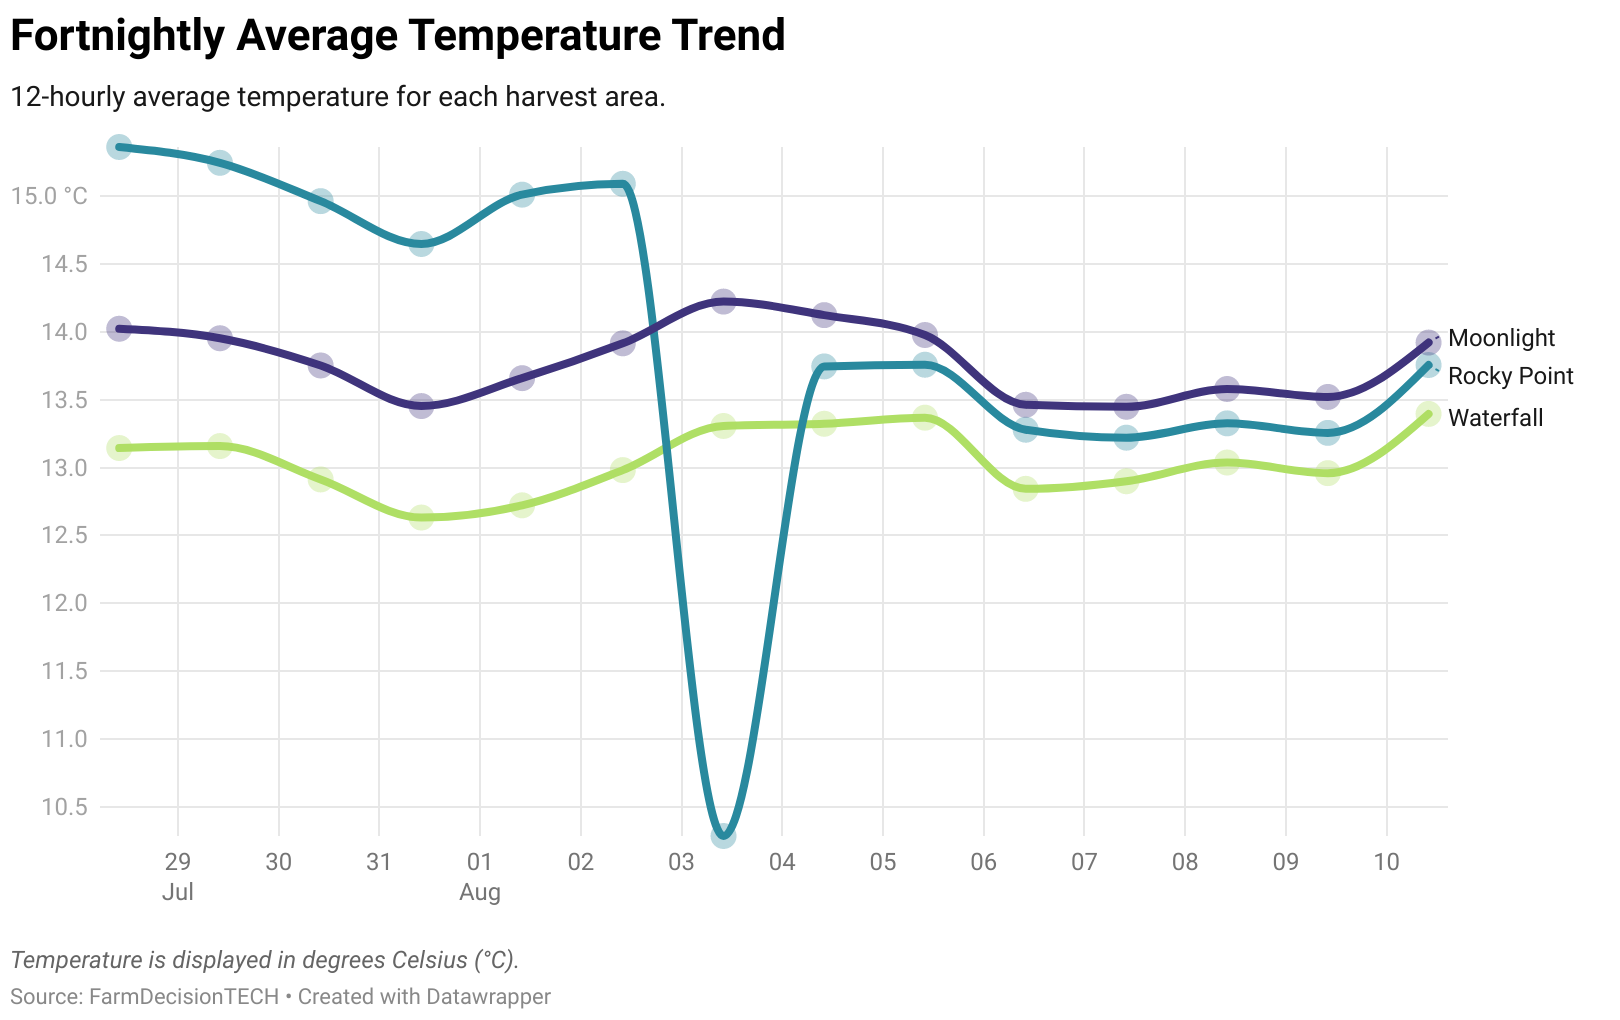 Fortnightly Average Temperature Trend
12-hourly average temperature for each harvest area.
15.0 °C
14.5
14.0
13.5
13.0
12.5
12.0
11.5
11.0
10.5
Moonlight
Rocky Point
Waterfall
29 30 31 01 02 03 04 05 06 07 08 09 10
Jul Aug
Temperature is displayed in degrees Celsius (°C).
Source: FarmDecisionTECH • Created with Datawrapper